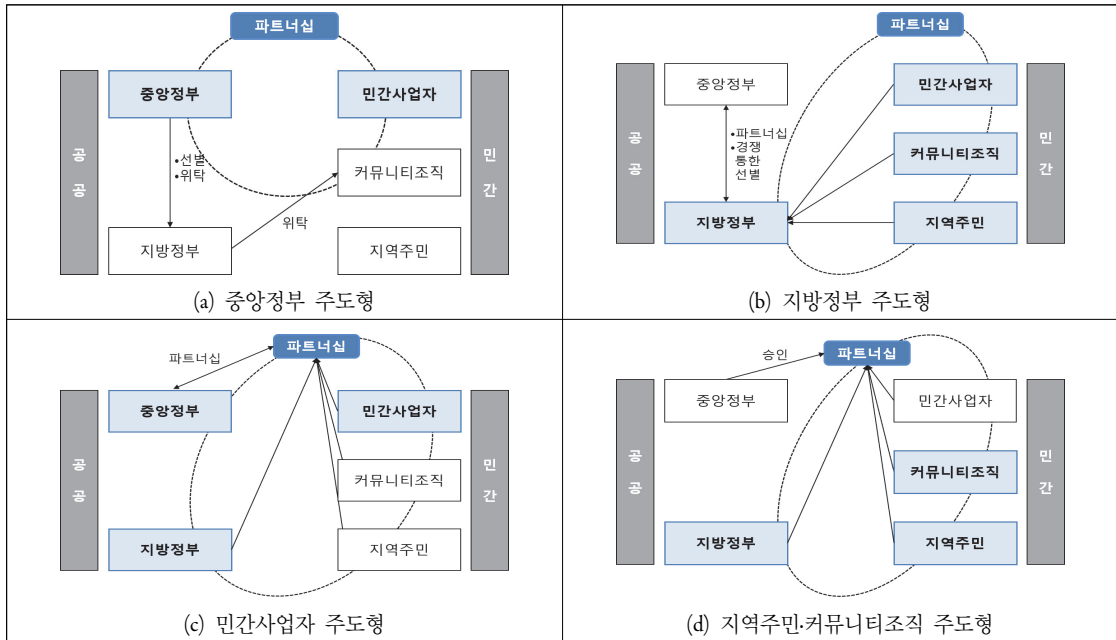 파트너십
중앙정부
민간사업자
공공
민간
•선별
•위탁
커뮤니티조직
위탁
지방정부
지역주민
(a) 중앙정부 주도형
파트너십
중앙정부
민간사업자
공공
민간
•파트너십
•경쟁
통한
선별
커뮤니티조직
지방정부
지역주민
(b) 지방정부 주도형
파트너십
파트너십
중앙정부
민간사업자
공공
민간
커뮤니티조직
지방정부
지역주민
(c) 민간사업자 주도형
승인
파트너십
중앙정부
민간사업자
공공
민간
커뮤니티조직
지방정부
지역주민
(d) 지역주민·커뮤니티조직 주도형